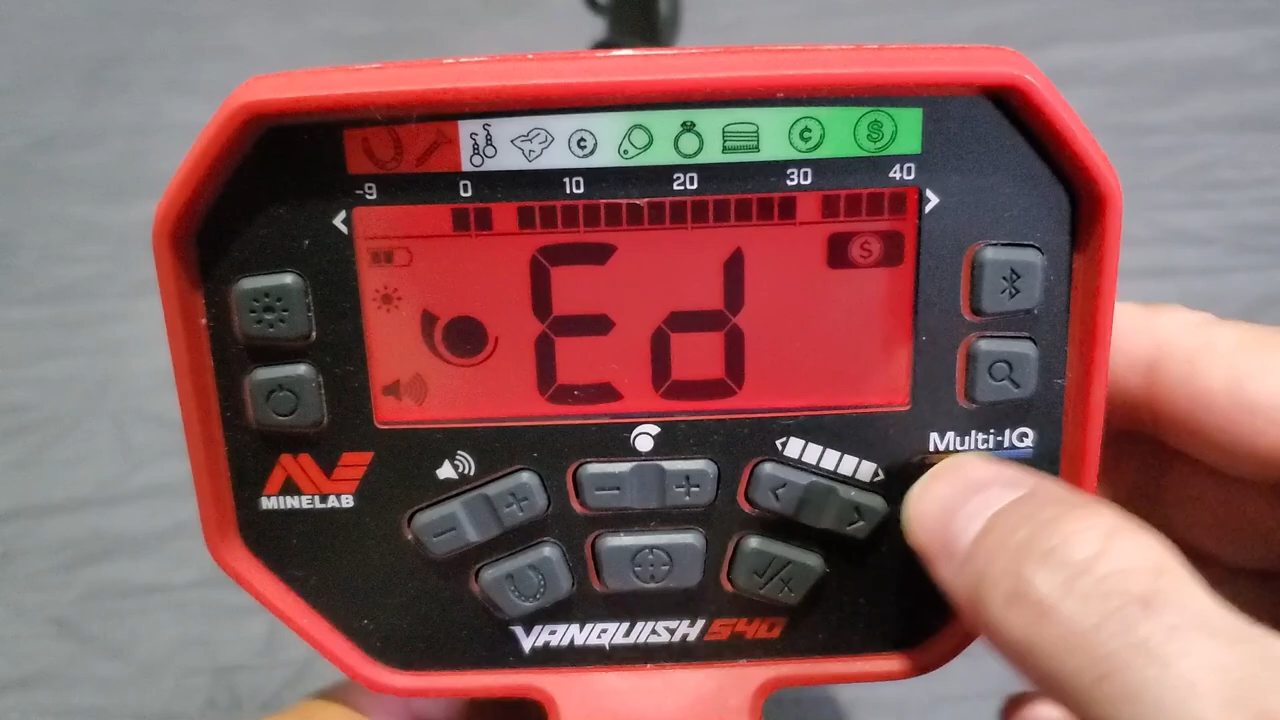 ¢ ¢ $
-9 0 10 20 30 40
< >
$
Ed
Multi-IQ
MINELAB
- + - + < >
✓/x
VANQUISH 540